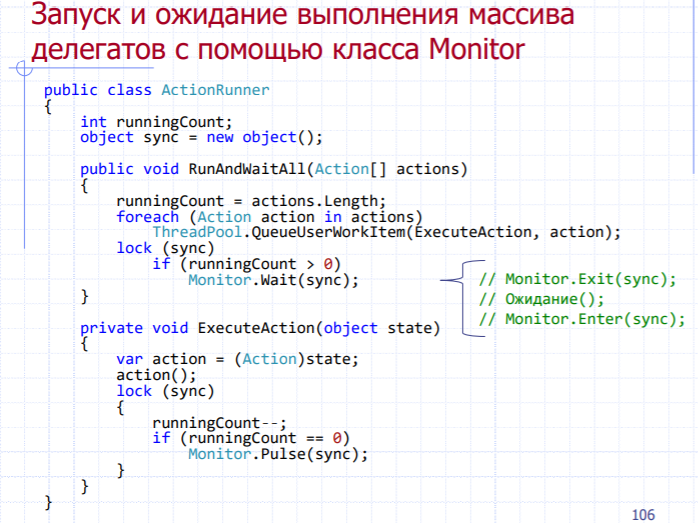 Запуск и ожидание выполнения массива
делегатов с помощью класса Monitor
public class ActionRunner
{
int runningCount;
object sync = new object();
public void RunAndWaitAll(Action[] actions)
{
runningCount = actions.Length;
foreach (Action action in actions)
ThreadPool.QueueUserWorkItem(ExecuteAction, action);
lock (sync)
if (runningCount > 0)
Monitor.Wait(sync);
}
// Monitor.Exit(sync);
// Ожидание();
// Monitor.Enter(sync);
private void ExecuteAction(object state)
{
var action = (Action)state;
action();
lock (sync)
{
runningCount--;
if (runningCount == 0)
Monitor.Pulse(sync);
}
}
}
106